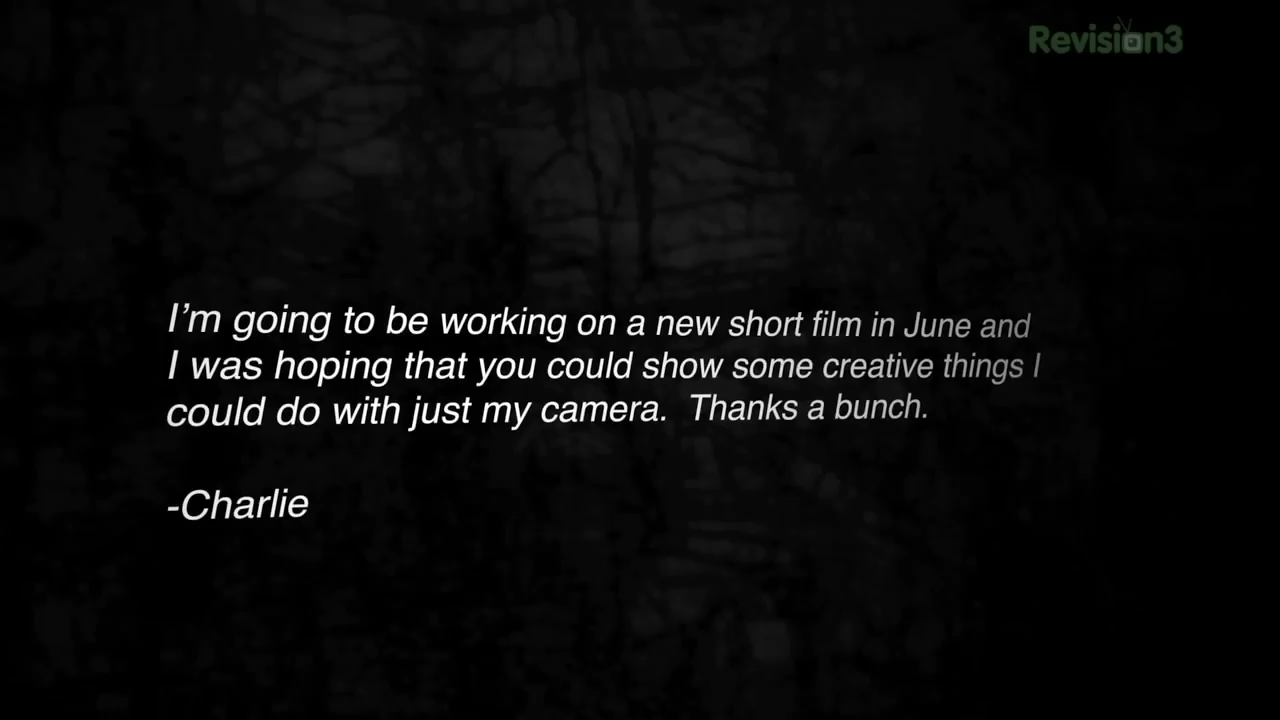 Revision3
I'm going to be working on a new short film in June and
I was hoping that you could show some creative things I
could do with just my camera.  Thanks a bunch.
-Charlie